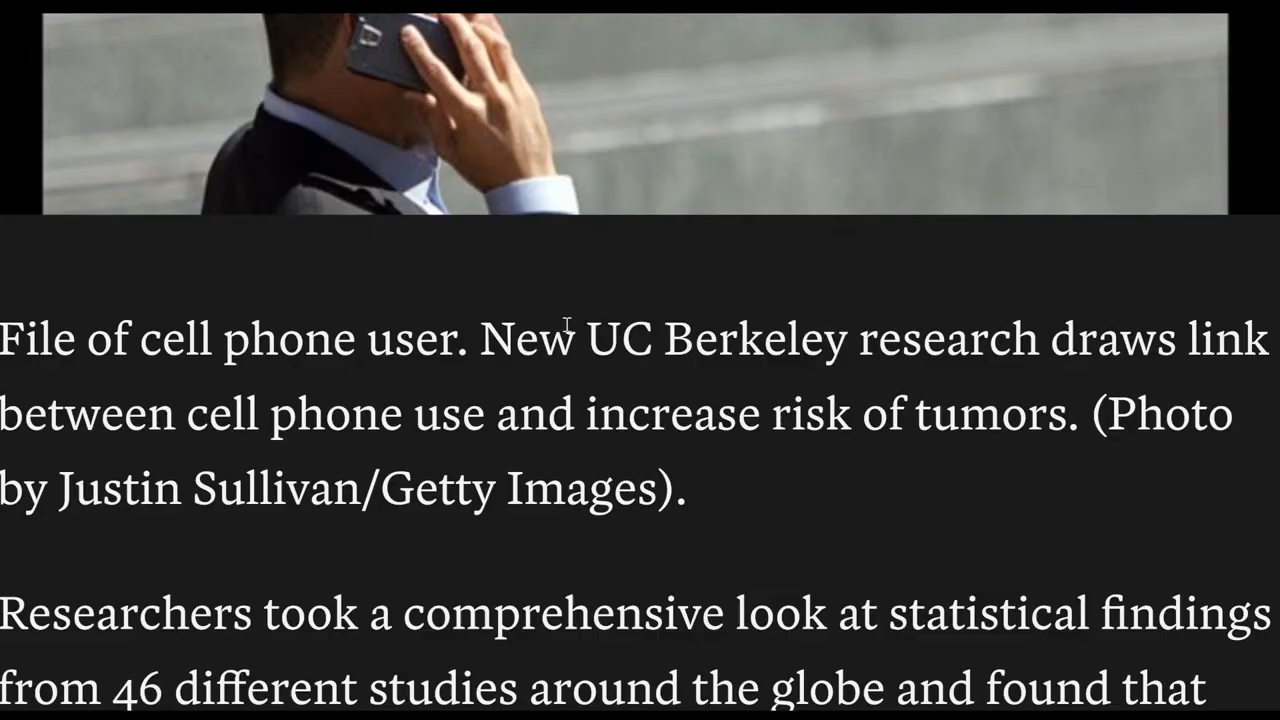 File of cell phone user. New UC Berkeley research draws link
between cell phone use and increase risk of tumors. (Photo
by Justin Sullivan/Getty Images).
Researchers took a comprehensive look at statistical findings
from 46 different studies around the globe and found that